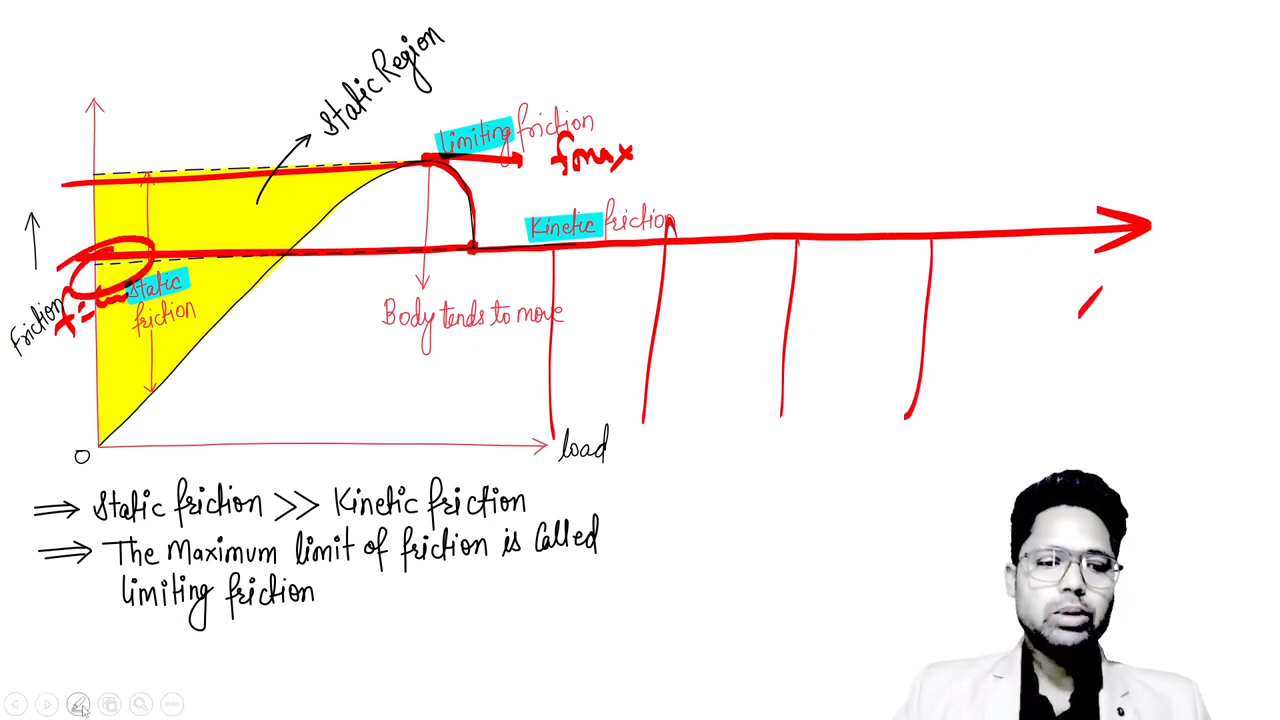 Static Region
Limiting friction
fmax
Kinetic friction
Friction
Static
friction
Body tends to move
O
load
⇒ Static friction >> Kinetic friction
⇒ The Maximum limit of friction is Called
limiting friction